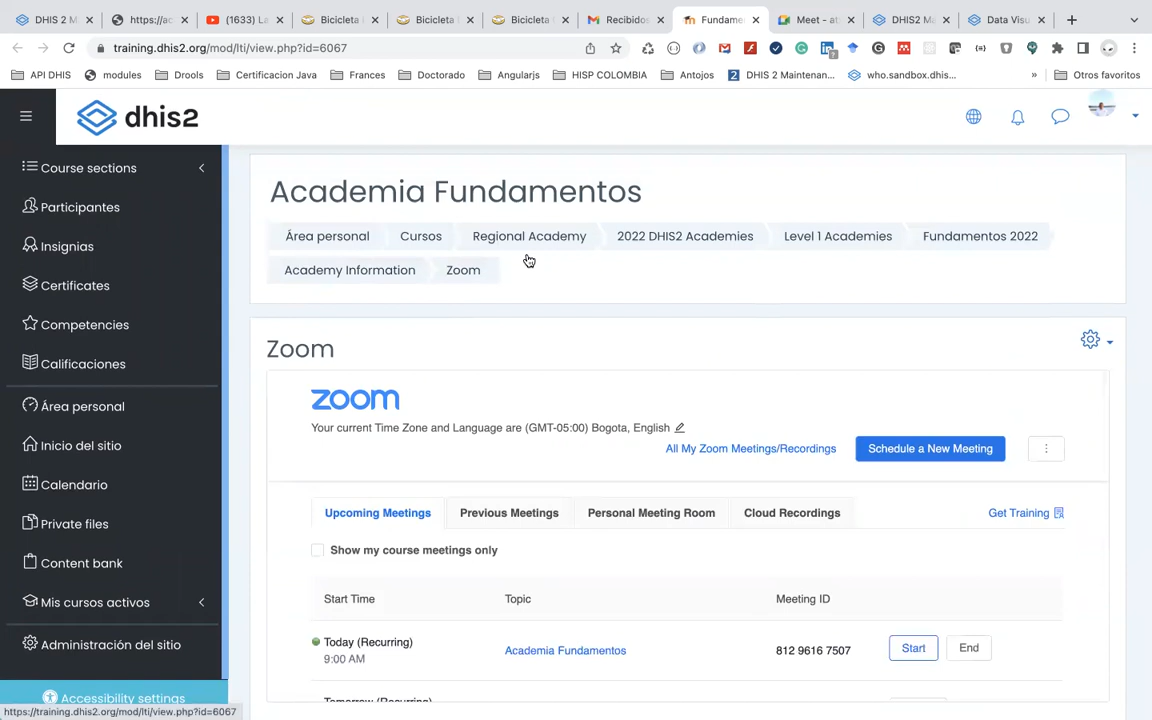 DHIS 2 M
https://ac
(1633) La
Bicicleta
Bicicleta
Bicicleta
Recibidos
Fundame
Meet - at
DHIS2 Ma
Data Visu
training.dhis2.org/mod/lti/view.php?id=6067
API DHIS
modules
Drools
Certificacion Java
Frances
Doctorado
Angularjs
HISP COLOMBIA
Antojos
DHIS 2 Maintenan...
who.sandbox.dhis...
»
Otros favoritos
dhis2
Course sections
Participantes
Insignias
Certificates
Competencies
Calificaciones
Área personal
Inicio del sitio
Calendario
Private files
Content bank
Mis cursos activos
Administración del sitio
Accessibility settings
https://training.dhis2.org/mod/lti/view.php?id=6067
Academia Fundamentos
Área personal Cursos Regional Academy 2022 DHIS2 Academies Level 1 Academies Fundamentos 2022
Academy Information Zoom
Zoom
zoom
Your current Time Zone and Language are (GMT-05:00) Bogota, English
All My Zoom Meetings/Recordings Schedule a New Meeting
Upcoming Meetings Previous Meetings Personal Meeting Room Cloud Recordings Get Training
Show my course meetings only
Start Time Topic Meeting ID
Today (Recurring)
9:00 AM
Academia Fundamentos 812 9616 7507 Start End
Tomorrow (Recurring)